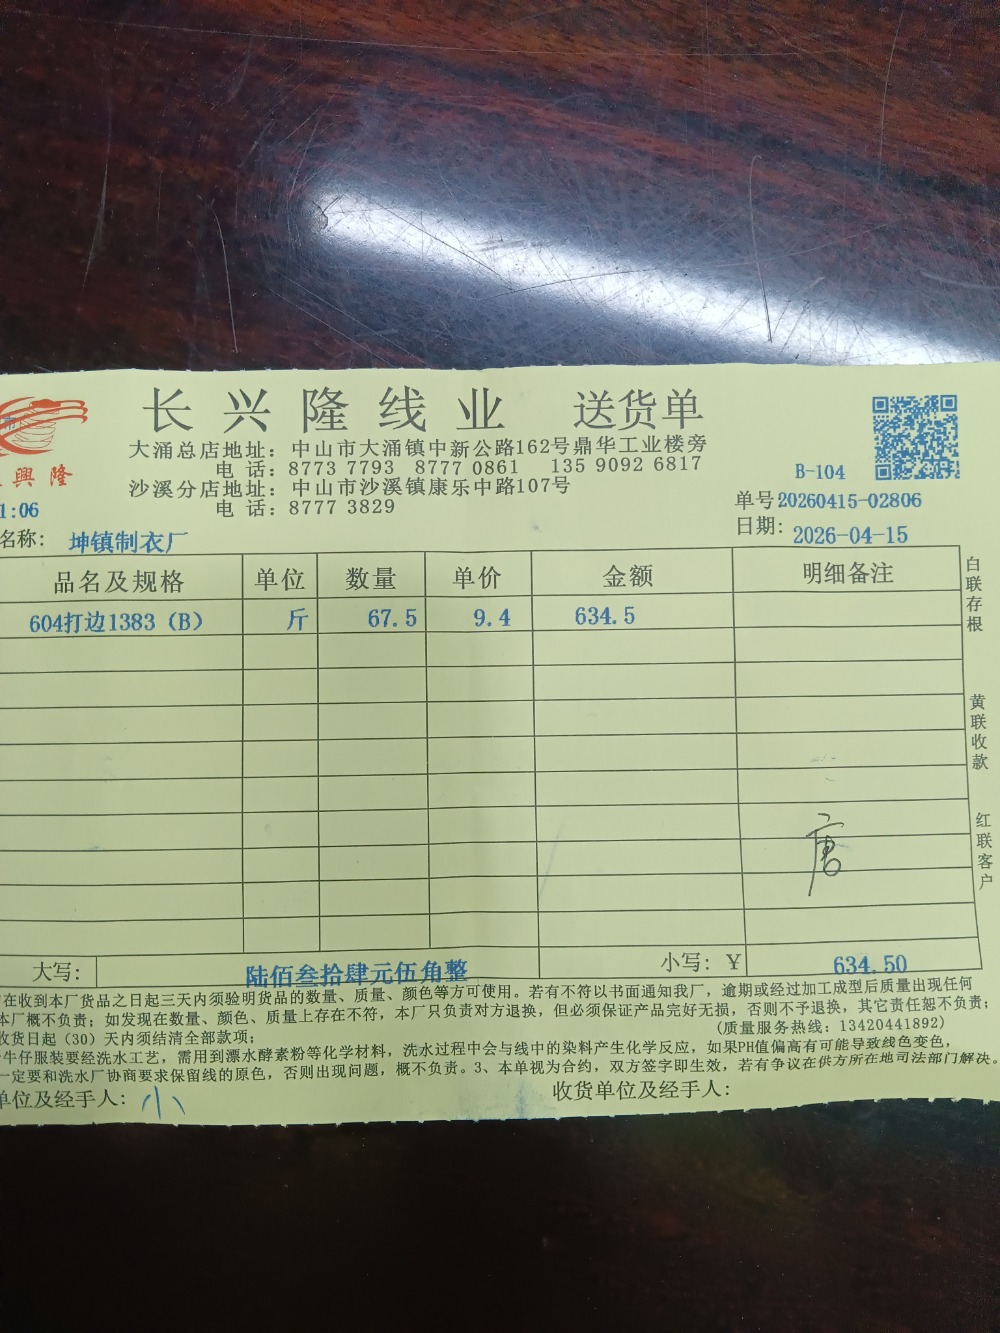 长兴隆线业 送货单
興隆
大涌总店地址：中山市大涌镇中新公路162号鼎华工业楼旁
电 话：8773 7793 8777 0861 135 9092 6817
沙溪分店地址：中山市沙溪镇康乐中路107号
电 话：8777 3829
B-104
单号20260415-02806
1:06
日期：2026-04-15
名称：坤镇制衣厂
品名及规格 单位 数量 单价 金额 明细备注
604打边1383（B） 斤 67.5 9.4 634.5
白联存根
黄联收款
红联客户
唐
大写：陆佰叁拾肆元伍角整 小写：¥ 634.50
在收到本厂货品之日起三天内须验明货品的数量、质量、颜色等方可使用。若有不符以书面通知我厂，逾期或经过加工成型后质量出现任何
本厂概不负责；如发现在数量、颜色、质量上存在不符，本厂只负责对方退换，但必须保证产品完好无损，否则不予退换，其它责任恕不负责；
收货日起（30）天内须结清全部款项； （质量服务热线：13420441892）
牛仔服装要经洗水工艺，需用到漂水酵素粉等化学材料，洗水过程中会与线中的染料产生化学反应，如果PH值偏高有可能导致线色变色，
一定要和洗水厂协商要求保留线的原色，否则出现问题，概不负责。3、本单视为合约，双方签字即生效，若有争议在供方所在地司法部门解决。
单位及经手人：小 收货单位及经手人：